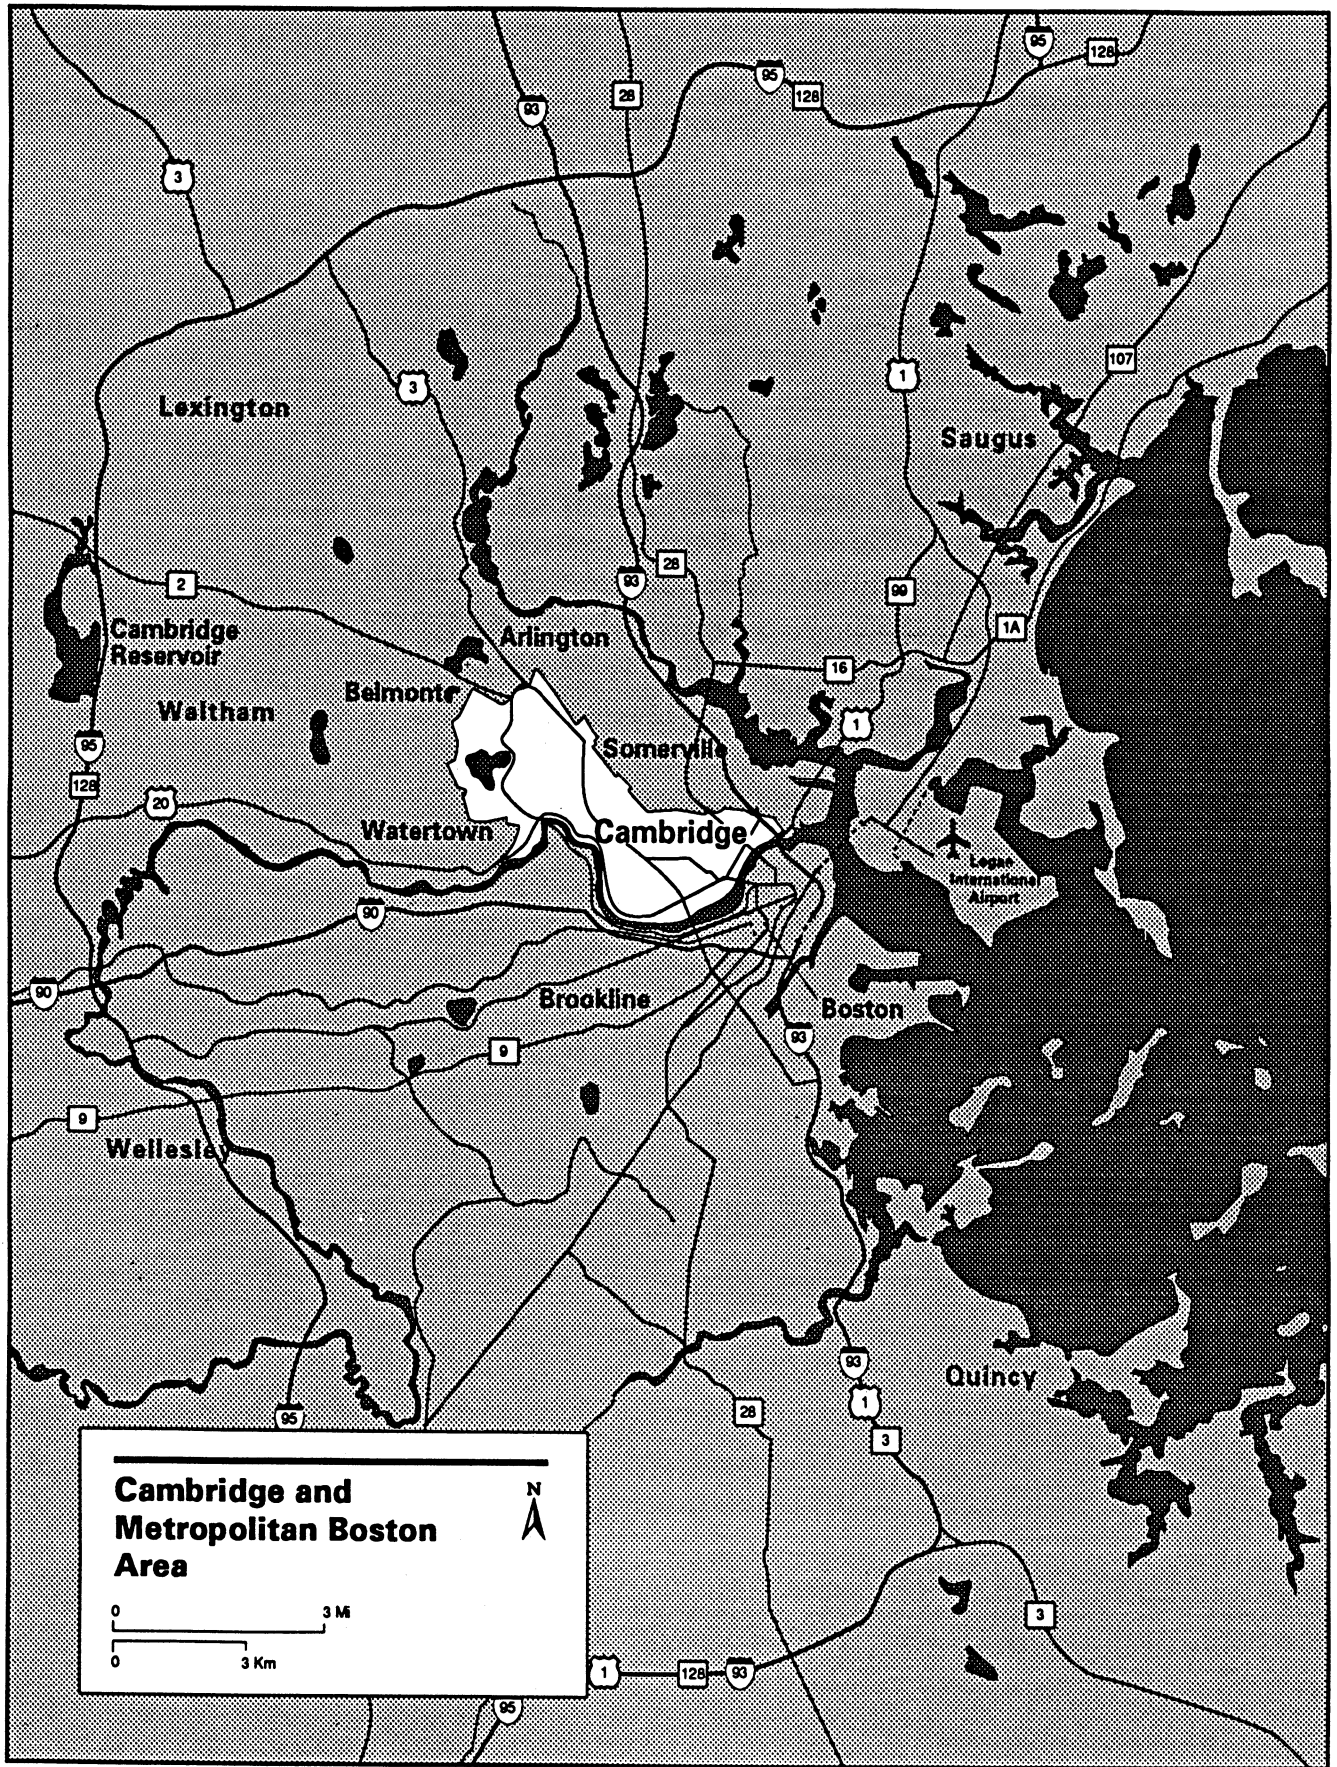 95
128
28
93
95
128
3
107
1
3
Lexington
Saugus
2
28
93
99
1A
Cambridge
Reservoir
Arlington
16
Belmont
Waltham
1
95
Somerville
128
20
Watertown
Cambridge
Logan
International
Airport
90
90
Brookline
Boston
93
9
9
Wellesley
93
Quincy
1
95
28
3
Cambridge and
Metropolitan Boston
Area
N
0 3 Mi
0 3 Km
3
1
128
93
95